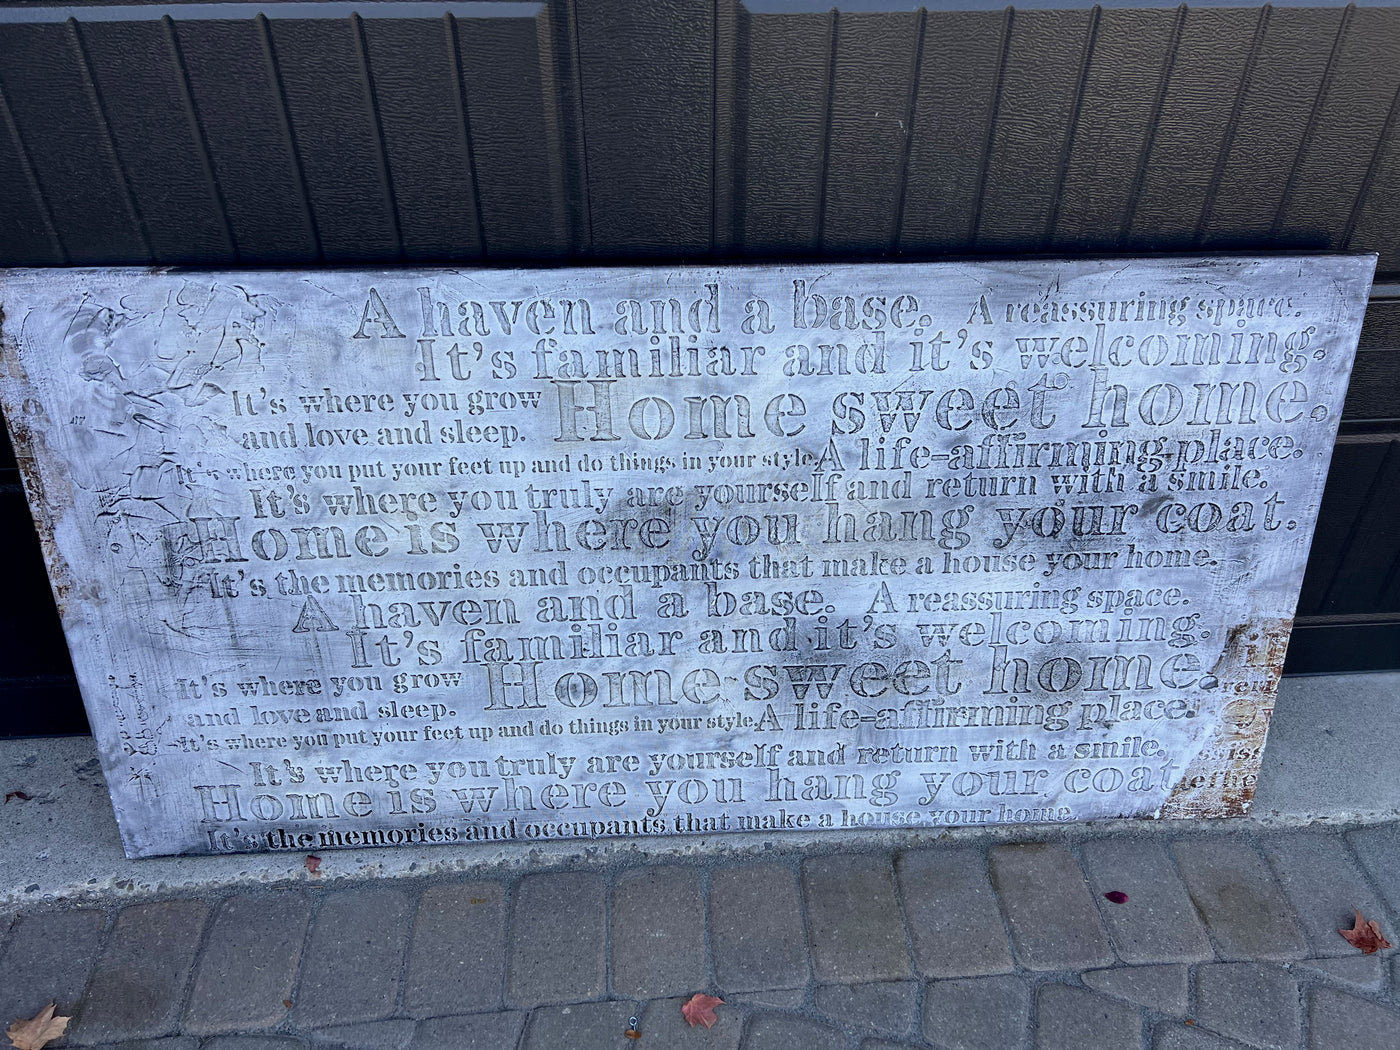 A haven and a base. A reassuring space.
It's familiar and it's welcoming.
It's where you grow
and love and sleep.
Home sweet home.
It's where you put your feet up and do things in your style.
A life-affirming place.
It's where you truly are yourself and return with a smile.
Home is where you hang your coat.
It's the memories and occupants that make a house your home.
A haven and a base. A reassuring space.
It's familiar and it's welcoming.
It's where you grow
and love and sleep.
Home sweet home.
It's where you put your feet up and do things in your style.
A life-affirming place.
It's where you truly are yourself and return with a smile.
Home is where you hang your coat
It's the memories and occupants that make a house your home.